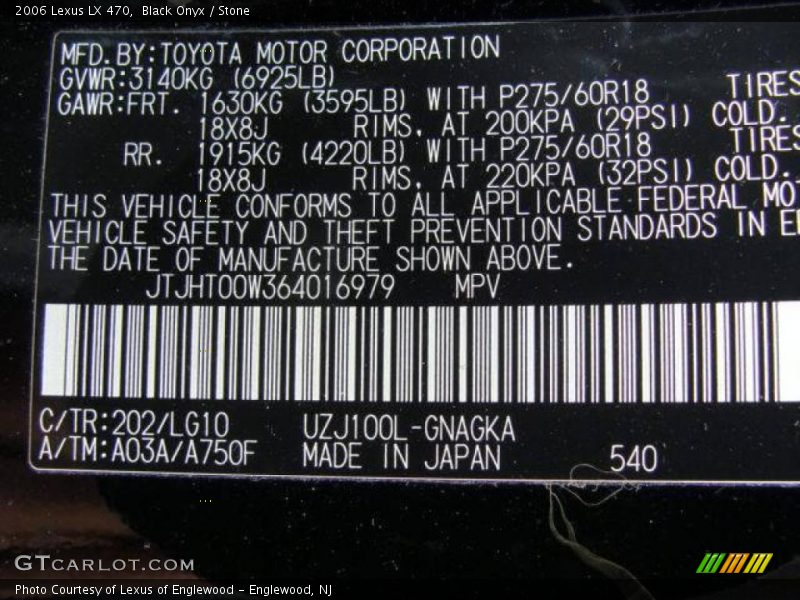 2006 Lexus LX 470, Black Onyx / Stone
MFD. BY: TOYOTA MOTOR CORPORATION
GVWR: 3140KG (6925LB)
GAWR: FRT. 1630KG (3595LB) WITH P275/60R18 TIRES
18X8J RIMS, AT 200KPA (29PSI) COLD.
RR. 1915KG (4220LB) WITH P275/60R18 TIRES
18X8J RIMS, AT 220KPA (32PSI) COLD.
THIS VEHICLE CONFORMS TO ALL APPLICABLE FEDERAL MOT
VEHICLE SAFETY AND THEFT PREVENTION STANDARDS IN E
THE DATE OF MANUFACTURE SHOWN ABOVE.
JTJHT00W364016979 MPV
C/TR: 202/LG10 UZJ100L-GNAGKA
A/TM: A03A/A750F MADE IN JAPAN 540
GTCARLOT.COM
Photo Courtesy of Lexus of Englewood - Englewood, NJ